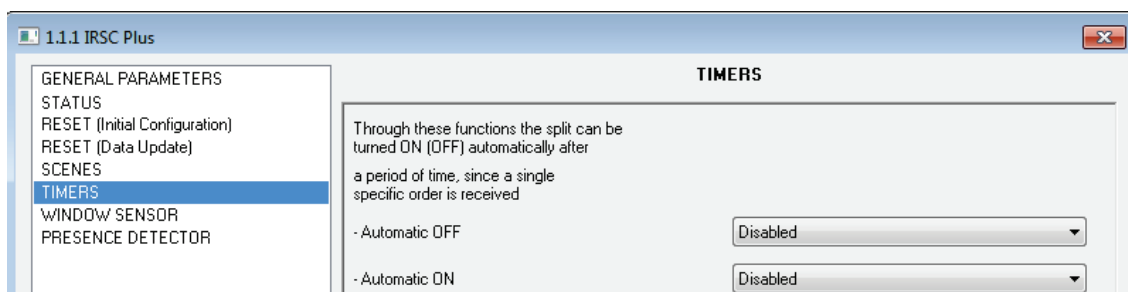 1.1.1 IRSC Plus
GENERAL PARAMETERS
STATUS
RESET (Initial Configuration)
RESET (Data Update)
SCENES
TIMERS
WINDOW SENSOR
PRESENCE DETECTOR
TIMERS
Through these functions the split can be
turned ON (OFF) automatically after
a period of time, since a single
specific order is received
- Automatic OFF
Disabled
- Automatic ON
Disabled